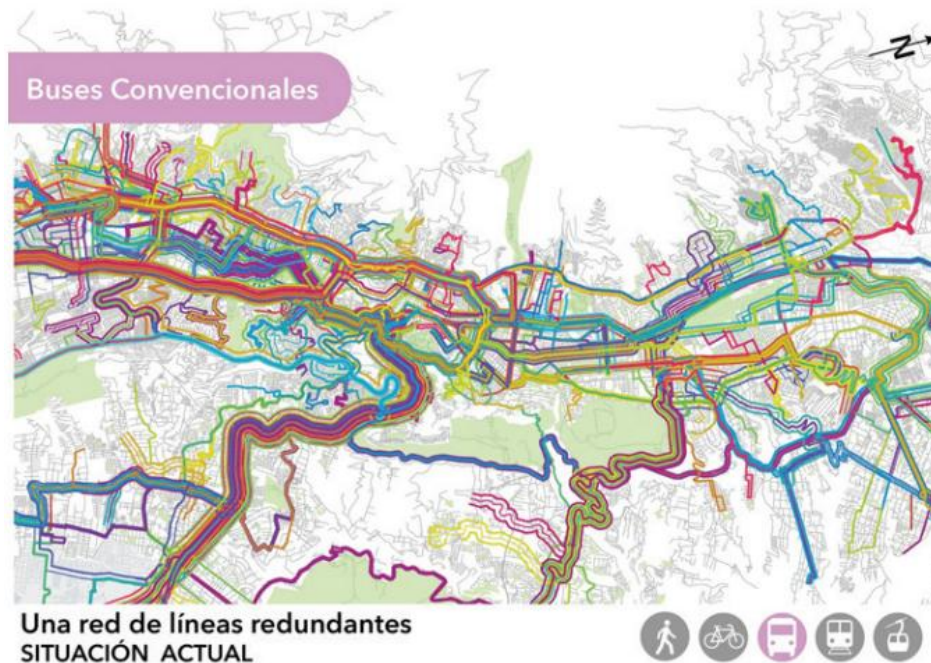 Buses Convencionales
N
Una red de líneas redundantes
SITUACIÓN ACTUAL